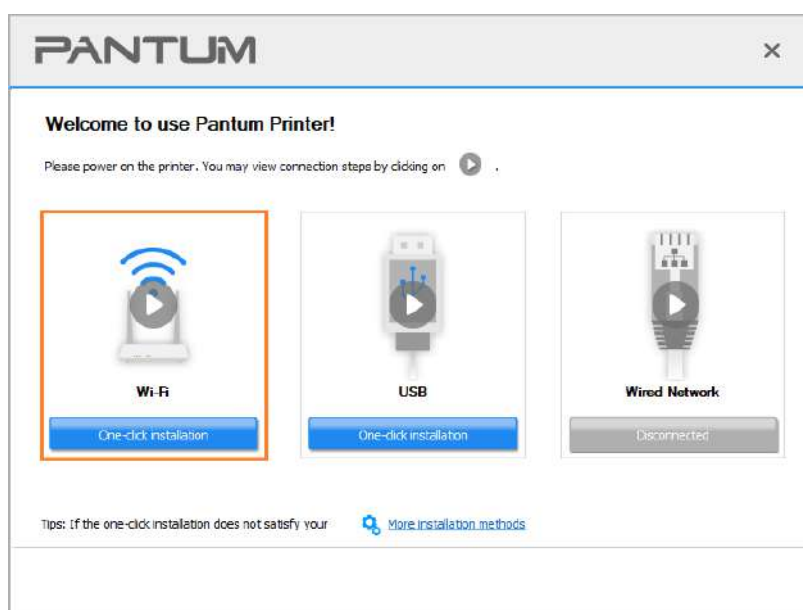 PANTUM
Welcome to use Pantum Printer!
Please power on the printer. You may view connection steps by clicking on .
Wi-Fi
USB
Wired Network
One-click installation
One-click installation
Disconnected
Tips: If the one-click installation does not satisfy your
More installation methods